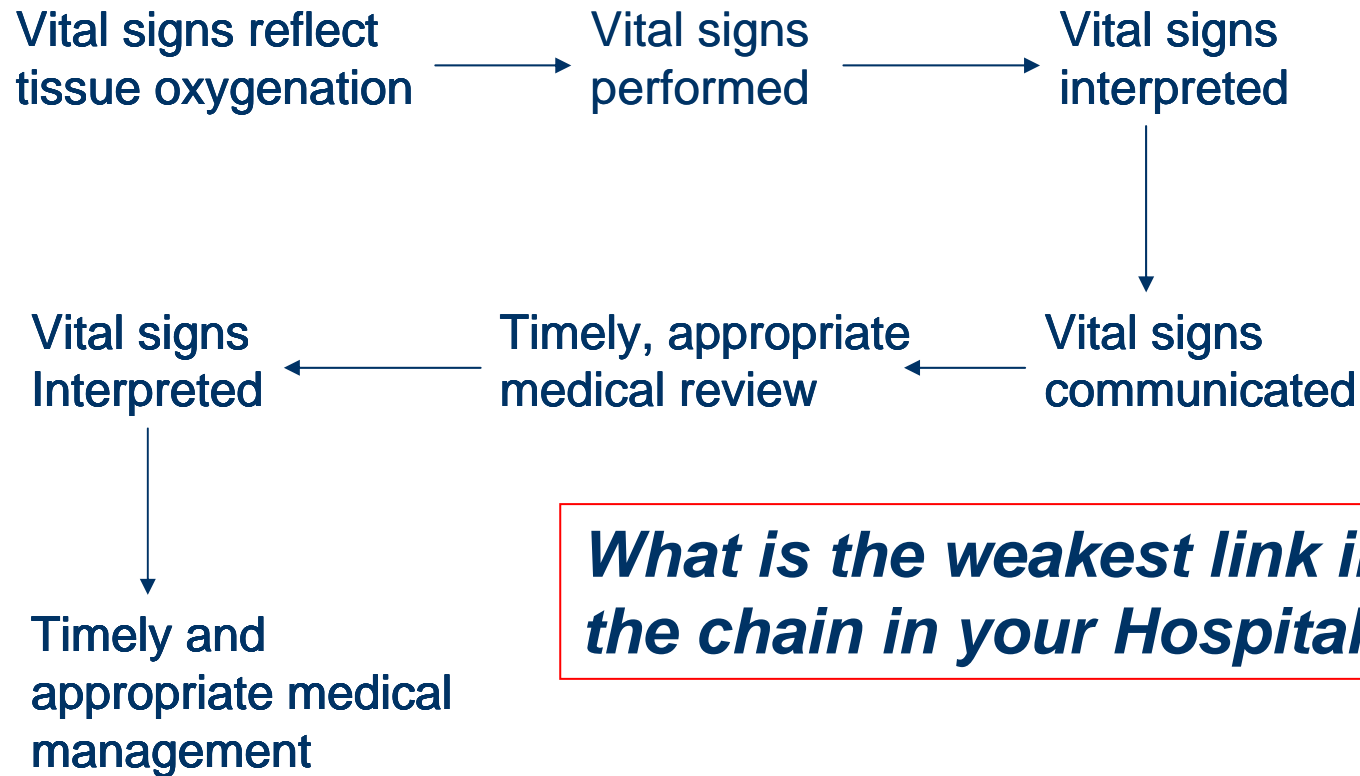 Vital signs reflect
tissue oxygenation
Vital signs
performed
Vital signs
interpreted
Vital signs
communicated
Timely, appropriate
medical review
Vital signs
Interpreted
Timely and
appropriate medical
management
What is the weakest link
the chain in your Hospital